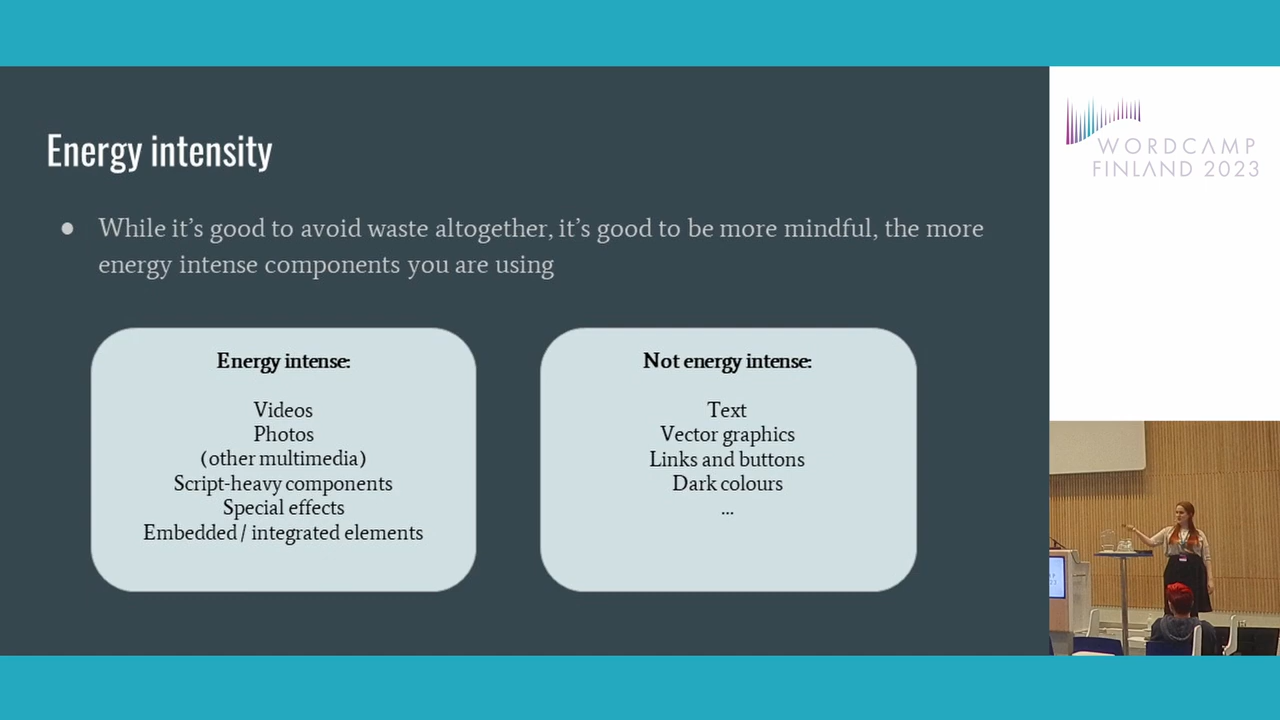 Energy intensity
● While it’s good to avoid waste altogether, it’s good to be more mindful, the more
energy intense components you are using
Energy intense:
Videos
Photos
(other multimedia)
Script-heavy components
Special effects
Embedded / integrated elements
Not energy intense:
Text
Vector graphics
Links and buttons
Dark colours
...
WORDCAMP
FINLAND 2023